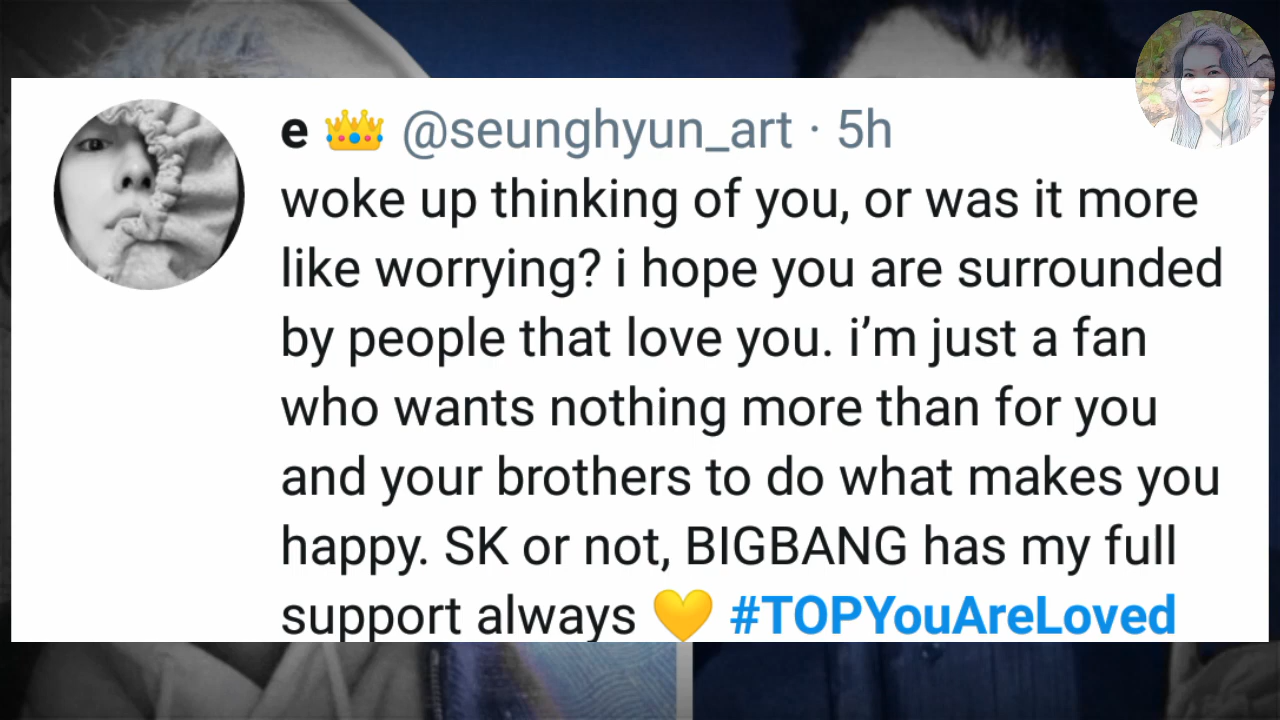 e 👑 @seunghyun_art · 5h
woke up thinking of you, or was it more
like worrying? i hope you are surrounded
by people that love you. i’m just a fan
who wants nothing more than for you
and your brothers to do what makes you
happy. SK or not, BIGBANG has my full
support always 💛 #TOPYouAreLoved